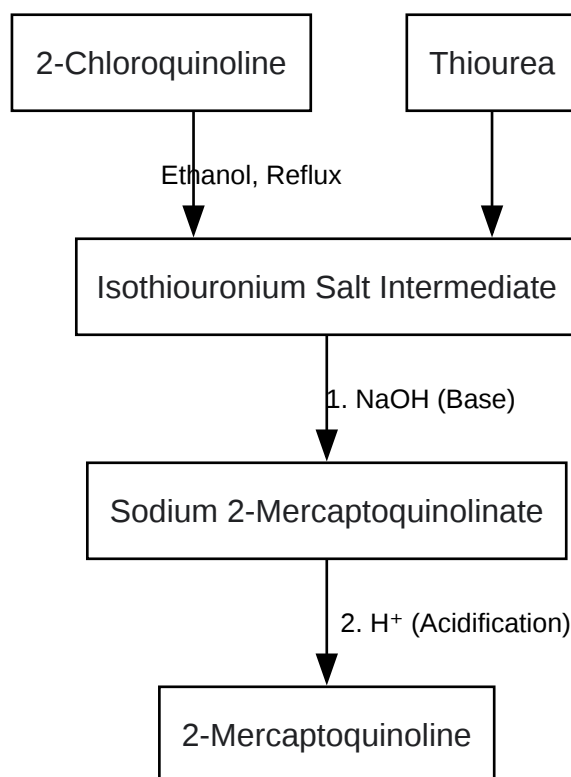 2-Chloroquinoline
Thiourea
Ethanol, Reflux
Isothiouronium Salt Intermediate
1. NaOH (Base)
Sodium 2-Mercaptoquinolinate
2. H⁺ (Acidification)
2-Mercaptoquinoline